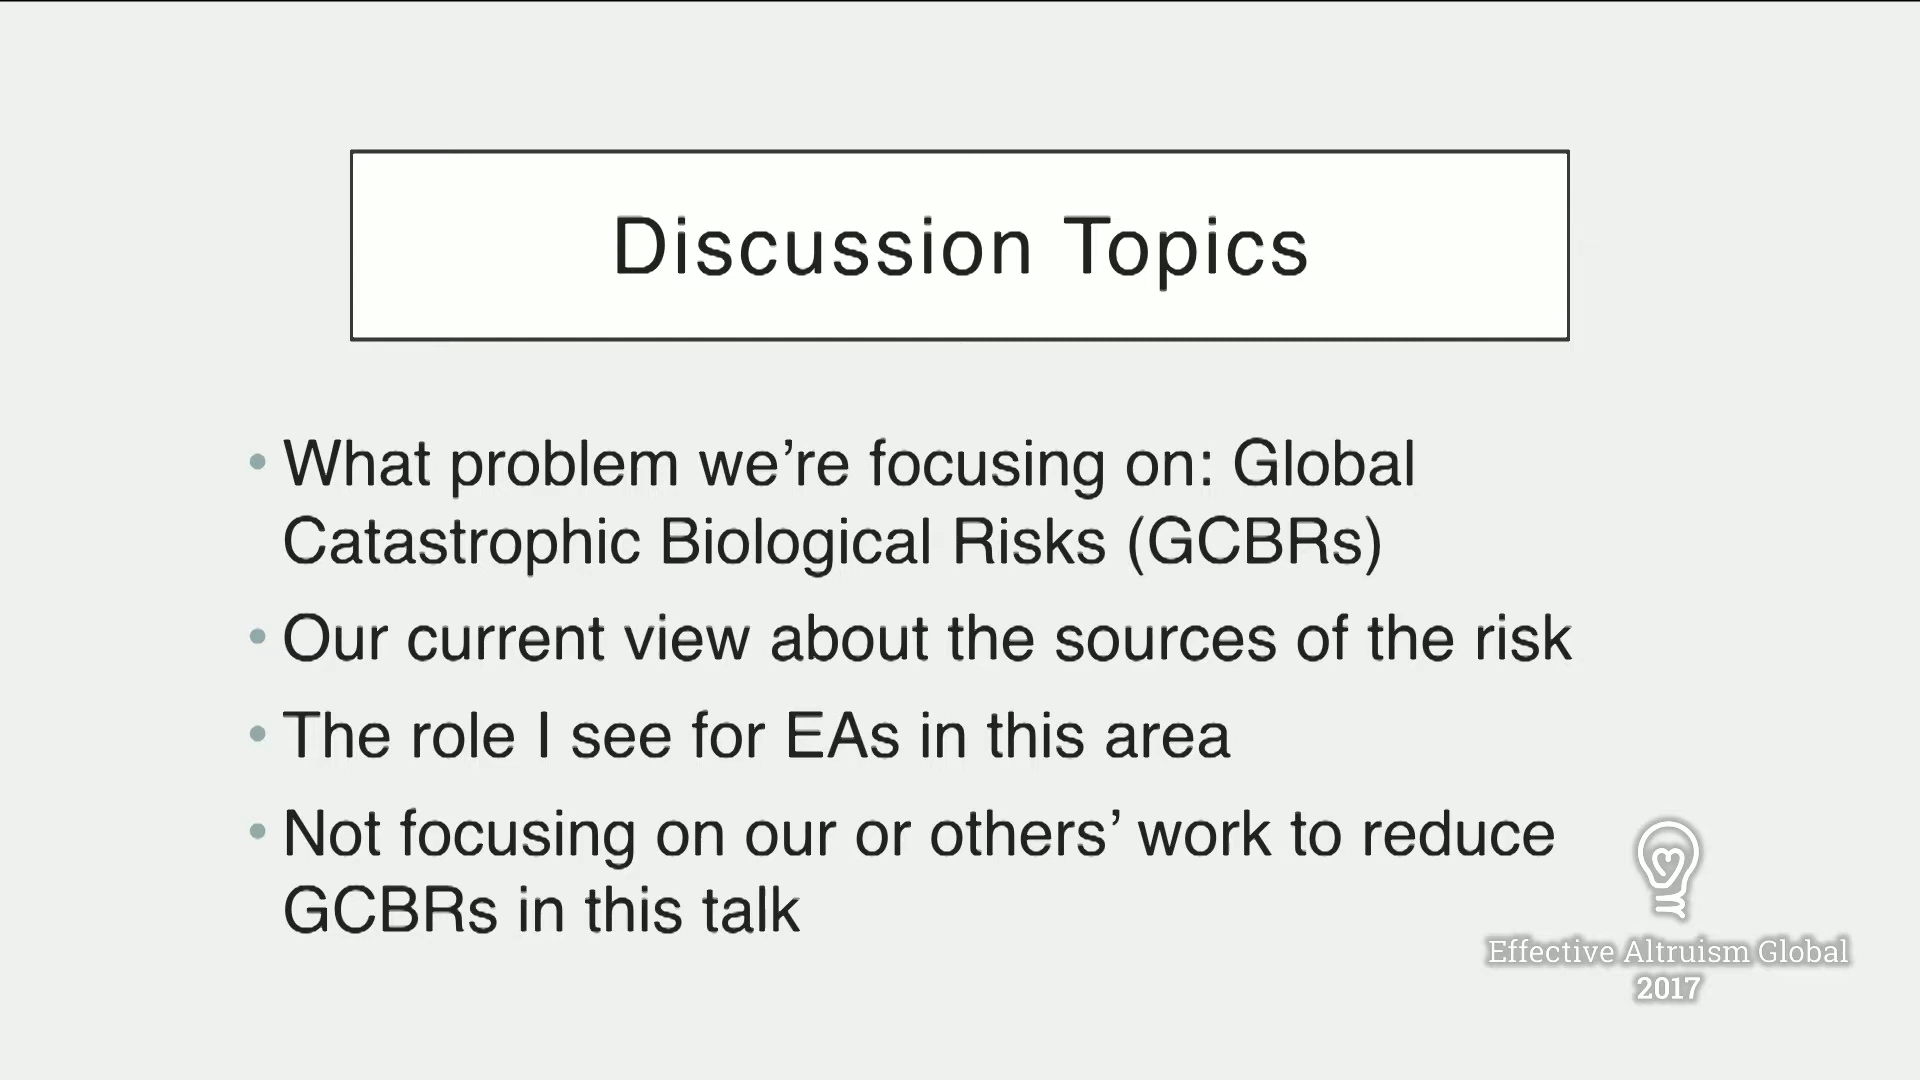 Discussion Topics
• What problem we’re focusing on: Global
Catastrophic Biological Risks (GCBRs)
• Our current view about the sources of the risk
• The role I see for EAs in this area
• Not focusing on our or others’ work to reduce
GCBRs in this talk
Effective Altruism Global
2017